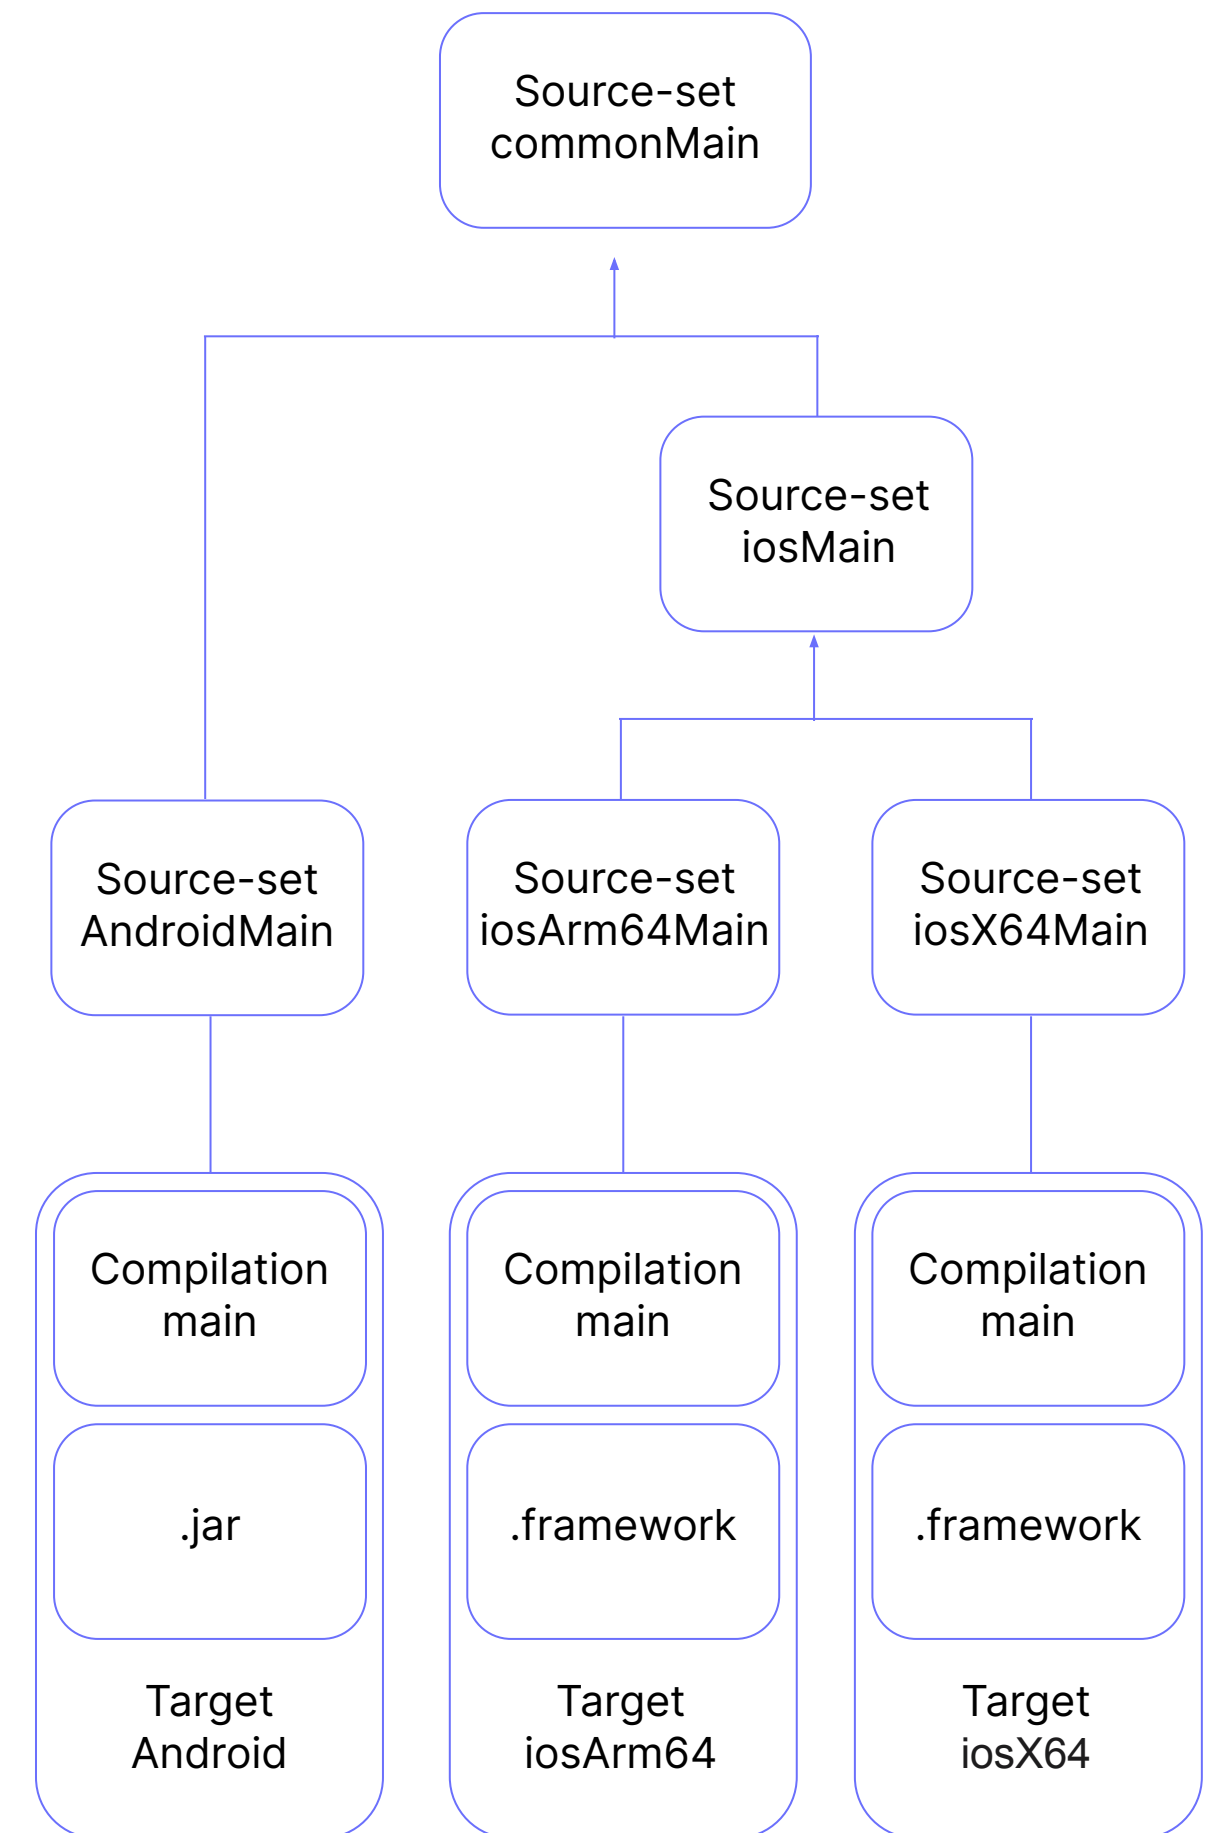 Source-set
commonMain
Source-set
iosMain
Source-set
AndroidMain
Source-set
iosArm64Main
Source-set
iosX64Main
Compilation
main
Compilation
main
Compilation
main
.jar
.framework
.framework
Target
Android
Target
iosArm64
Target
iosX64